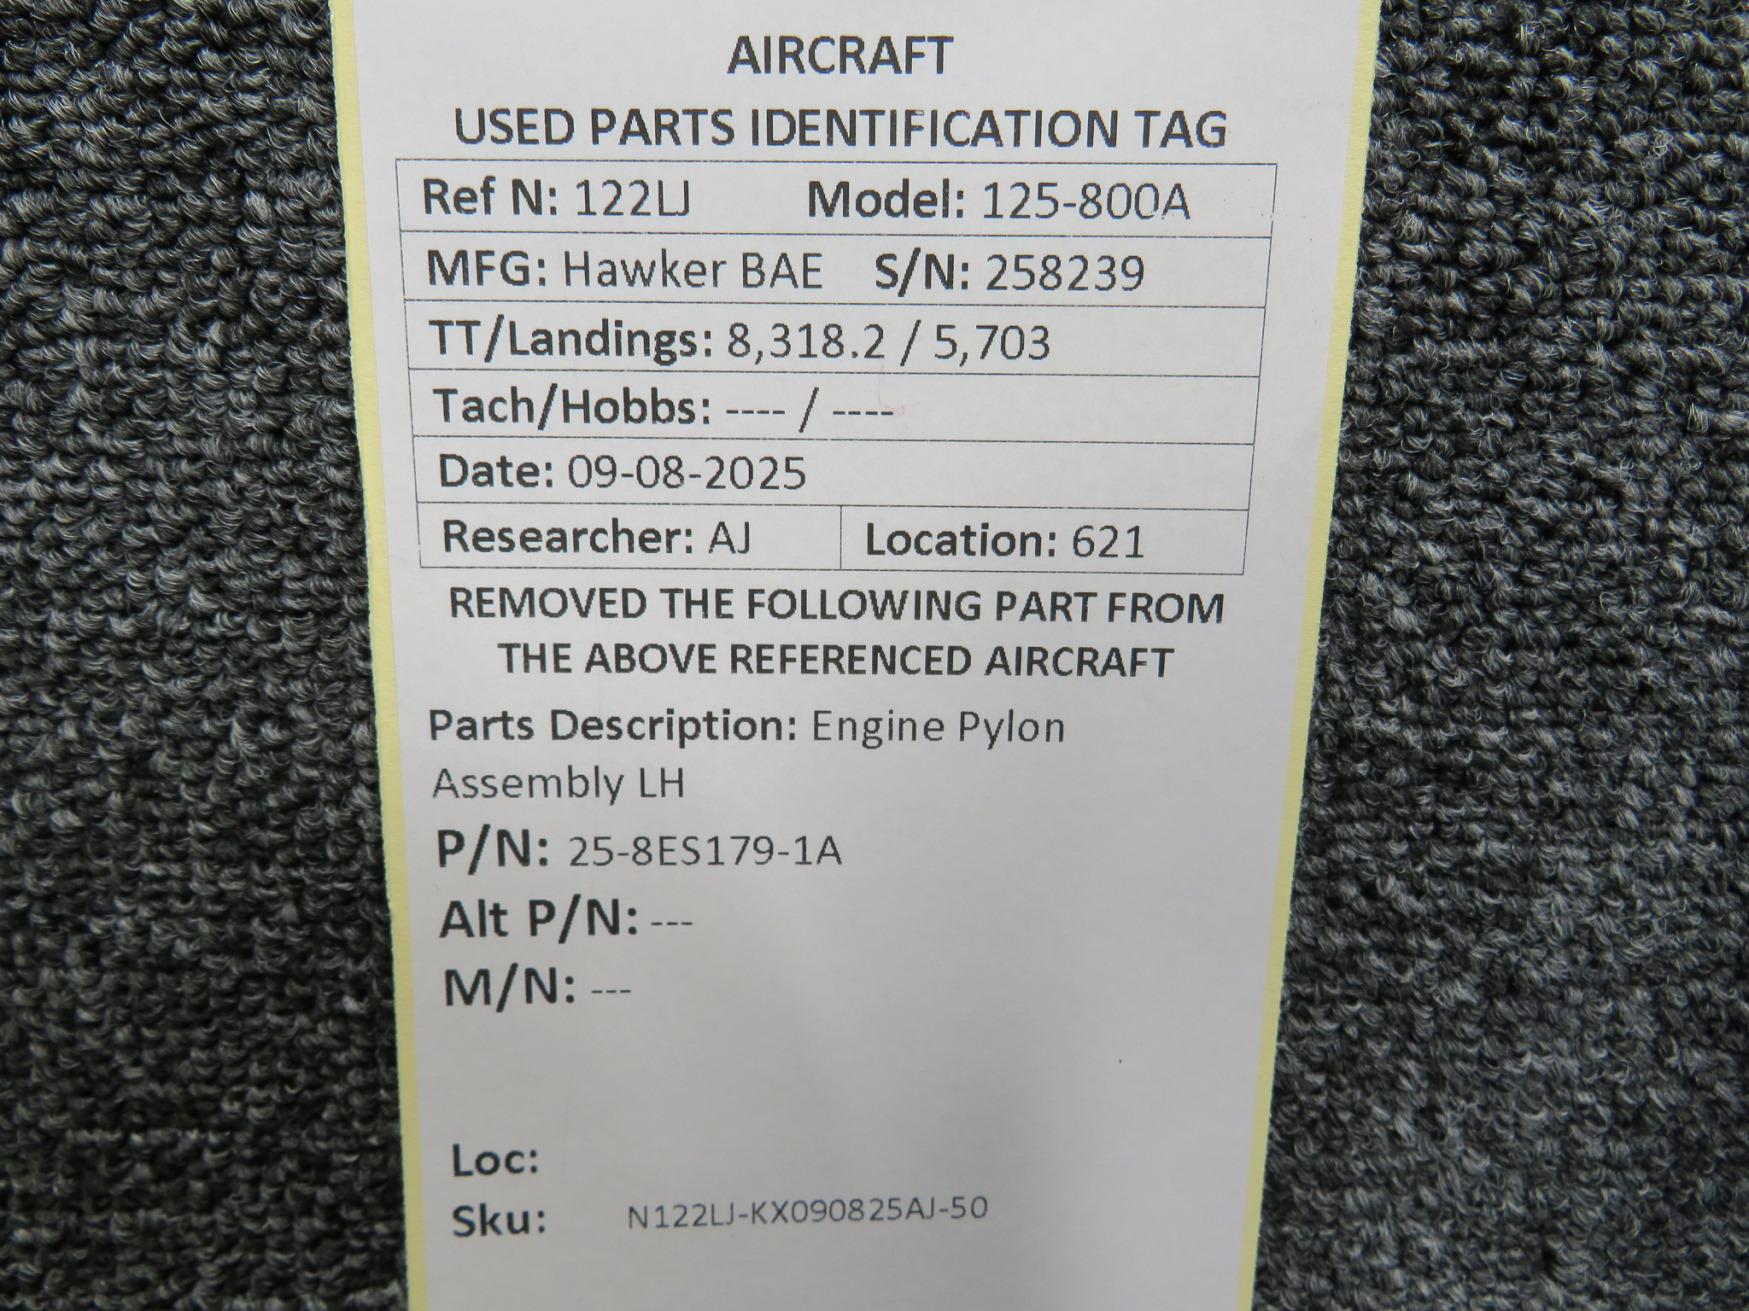 AIRCRAFT
USED PARTS IDENTIFICATION TAG
Ref N: 122LJ Model: 125-800A
MFG: Hawker BAE S/N: 258239
TT/Landings: 8,318.2 / 5,703
Tach/Hobbs: ---- / ----
Date: 09-08-2025
Researcher: AJ Location: 621
REMOVED THE FOLLOWING PART FROM
THE ABOVE REFERENCED AIRCRAFT
Parts Description: Engine Pylon
Assembly LH
P/N: 25-8ES179-1A
Alt P/N: ---
M/N: ---
Loc:
Sku: N122LJ-KX090825AJ-50